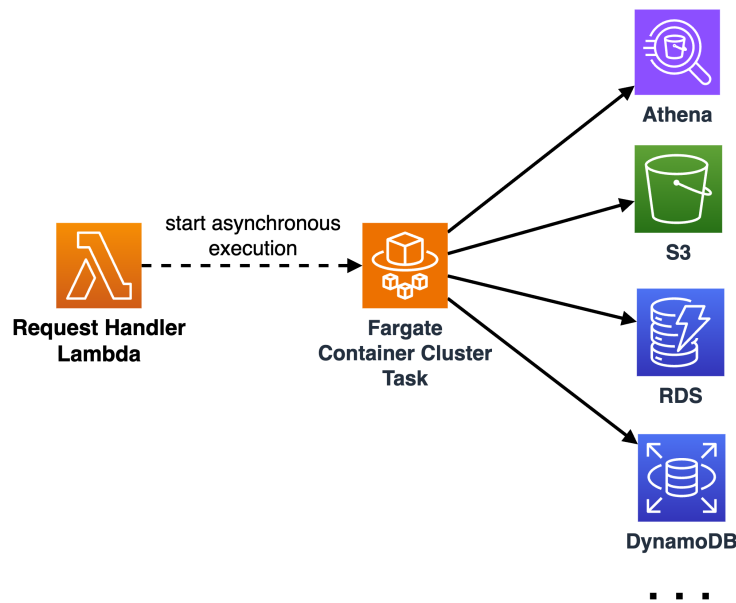 Athena
start asynchronous
execution
S3
Request Handler
Lambda
Fargate
Container Cluster
Task
RDS
DynamoDB
. . .